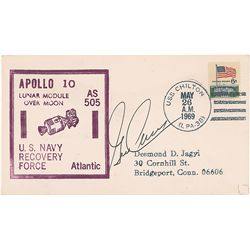 APOLLO 10
LUNAR MODULE
OVER MOON
AS
505
U.S. NAVY
RECOVERY
FORCE
Atlantic
USS CHILTON
MAY
26
A.M.
1969
(LPA-38)
6¢
Desmond D. Jagyi
30 Cornhill St.
Bridgeport, Conn. 06606